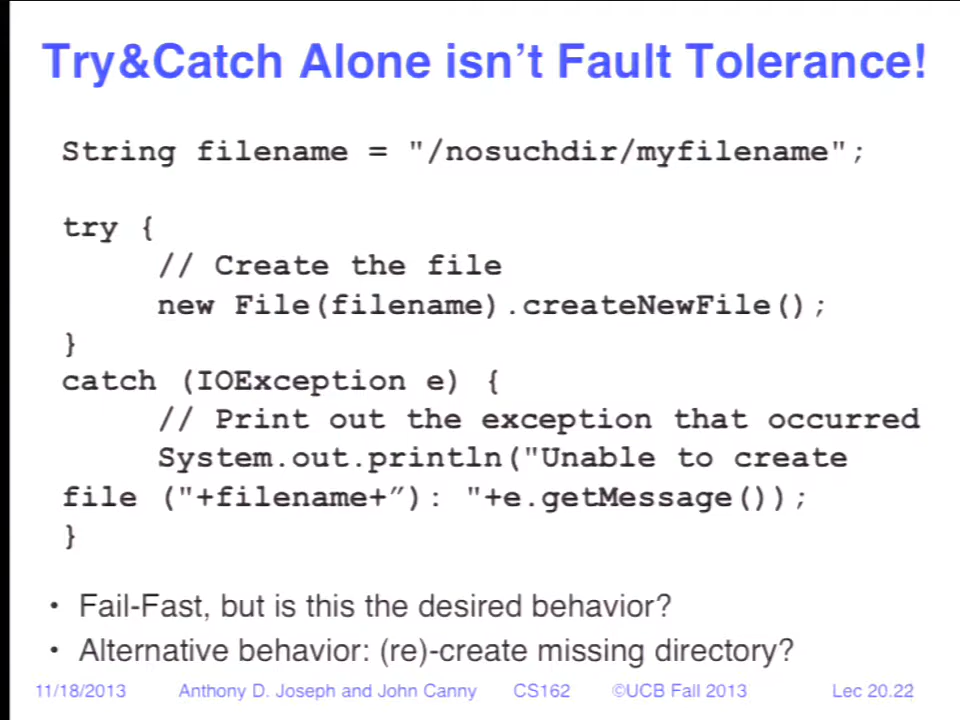 Try&Catch Alone isn't Fault Tolerance!
String filename = "/nosuchdir/myfilename";
try {
// Create the file
new File(filename).createNewFile();
}
catch (IOException e) {
// Print out the exception that occurred
System.out.println("Unable to create
file ("+filename+”): "+e.getMessage());
}
• Fail-Fast, but is this the desired behavior?
• Alternative behavior: (re)-create missing directory?
11/18/2013 Anthony D. Joseph and John Canny CS162 ©UCB Fall 2013 Lec 20.22